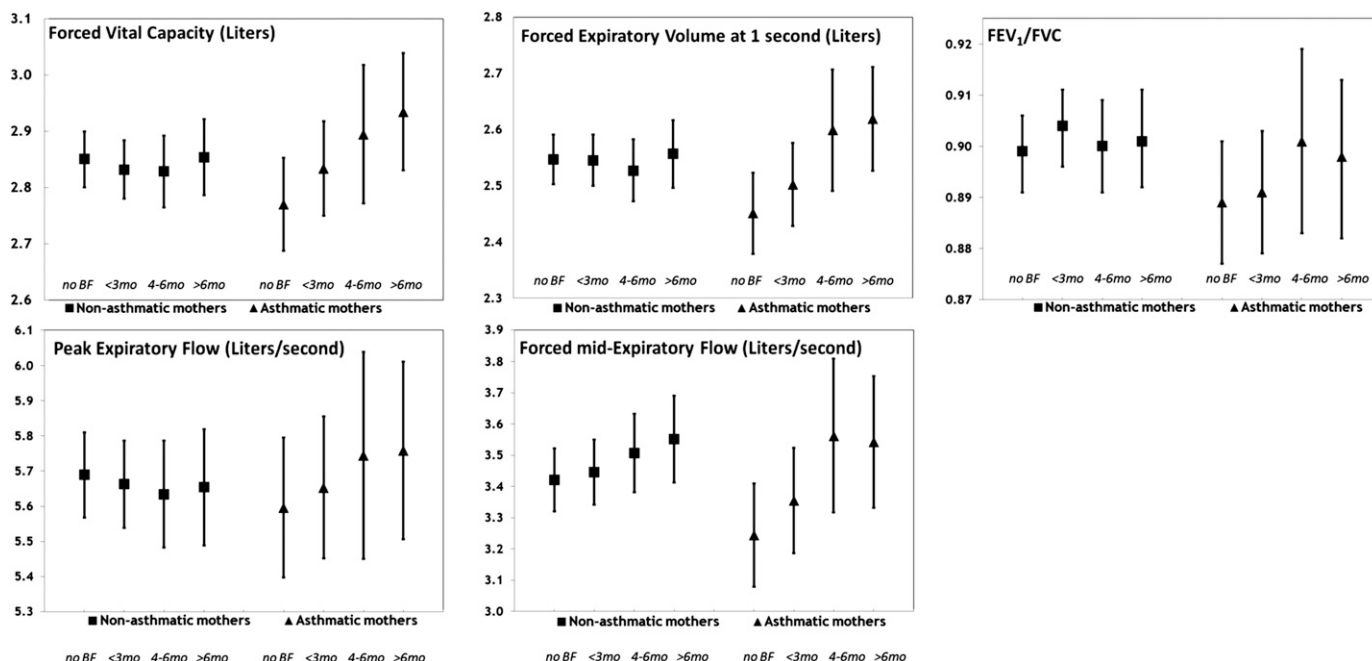 Forced Vital Capacity (Liters)
3.1
3.0
2.9
2.8
2.7
2.6
no BF <3mo 4-6mo >6mo no BF <3mo 4-6mo >6mo
■ Non-asthmatic mothers ▲ Asthmatic mothers
Forced Expiratory Volume at 1 second (Liters)
2.8
2.7
2.6
2.5
2.4
2.3
no BF <3mo 4-6mo >6mo no BF <3mo 4-6mo >6mo
■ Non-asthmatic mothers ▲ Asthmatic mothers
FEV₁/FVC
0.92
0.91
0.90
0.89
0.88
0.87
no BF <3mo 4-6mo >6mo no BF <3mo 4-6mo >6mo
■ Non-asthmatic mothers ▲ Asthmatic mothers
Peak Expiratory Flow (Liters/second)
6.1
6.0
5.9
5.8
5.7
5.6
5.5
5.4
5.3
■ Non-asthmatic mothers ▲ Asthmatic mothers
no BF <3mo 4-6mo >6mo no BF <3mo 4-6mo >6mo
Forced mid-Expiratory Flow (Liters/second)
3.9
3.8
3.7
3.6
3.5
3.4
3.3
3.2
3.1
3.0
■ Non-asthmatic mothers ▲ Asthmatic mothers
no BF <3mo 4-6mo >6mo no BF <3mo 4-6mo >6mo